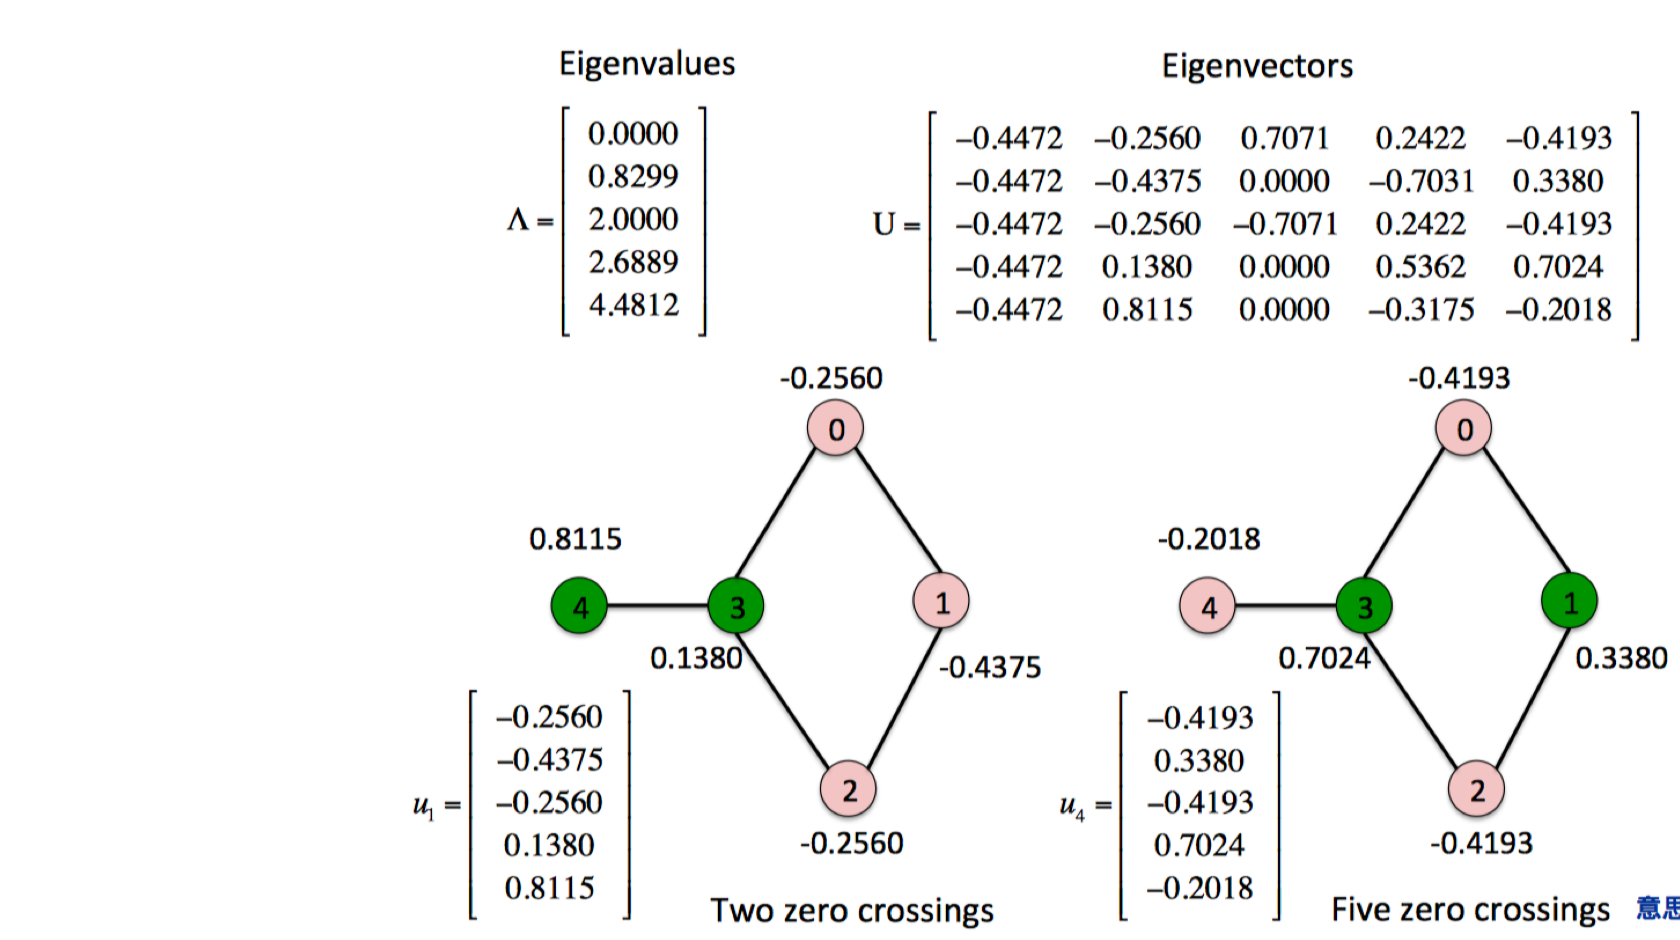 Eigenvalues
Eigenvectors
Λ =
0.0000
0.8299
2.0000
2.6889
4.4812
U =
–0.4472 –0.2560 0.7071 0.2422 –0.4193
–0.4472 –0.4375 0.0000 –0.7031 0.3380
–0.4472 –0.2560 –0.7071 0.2422 –0.4193
–0.4472 0.1380 0.0000 0.5362 0.7024
–0.4472 0.8115 0.0000 –0.3175 –0.2018
-0.2560
0
0.8115
4
3
1
0.1380
-0.4375
2
-0.2560
u₁ =
–0.2560
–0.4375
–0.2560
0.1380
0.8115
Two zero crossings
-0.4193
0
-0.2018
4
3
1
0.7024
0.3380
2
-0.4193
u₄ =
–0.4193
0.3380
–0.4193
0.7024
–0.2018
Five zero crossings
意思